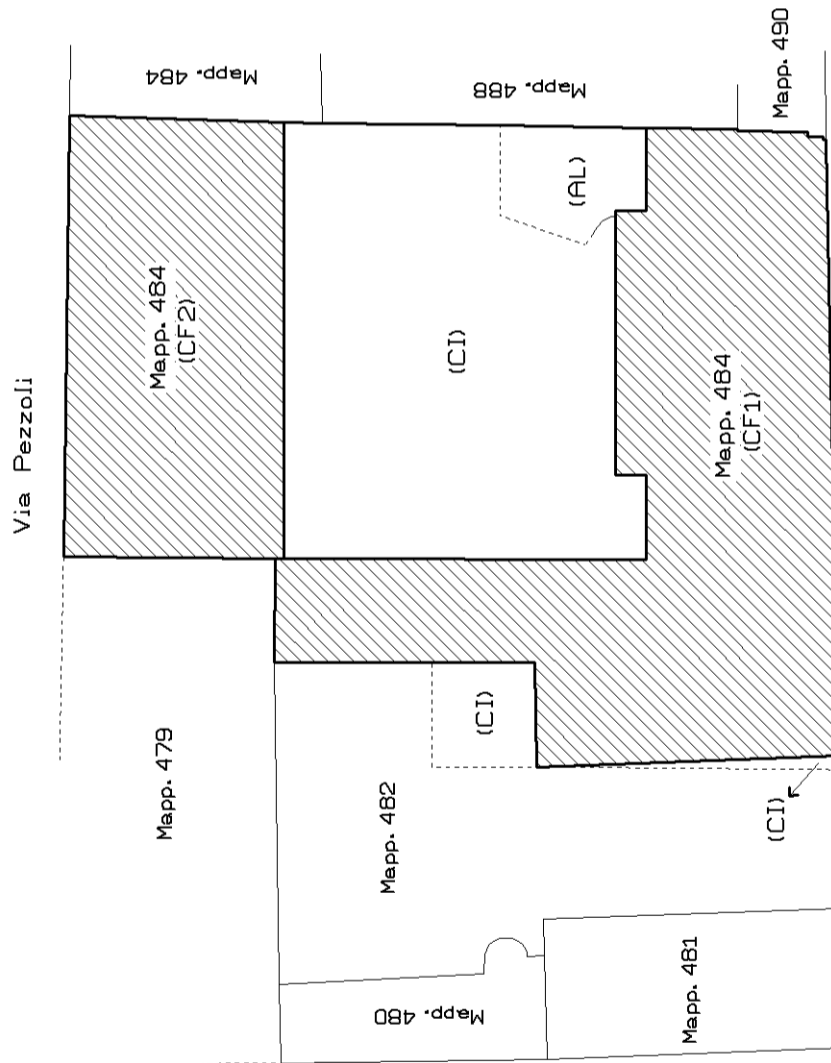 Via Pezzoli
Mapp. 484
Mapp. 488
Mapp. 490
Mapp. 484
(CF2)
(CI)
(AL)
Mapp. 484
(CF1)
Mapp. 479
(CI)
Mapp. 482
(CI)
Mapp. 480
Mapp. 481